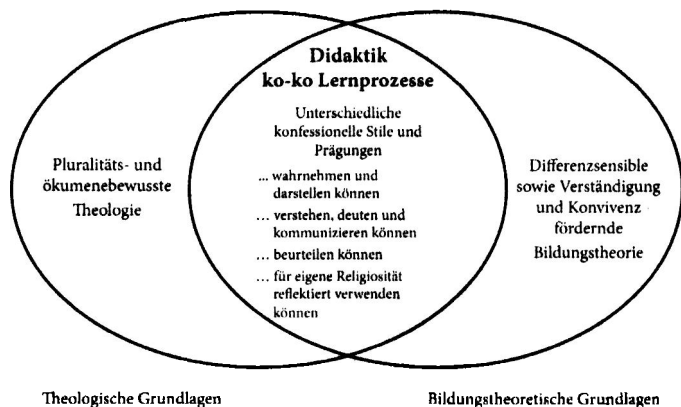 Didaktik
ko-ko Lernprozesse
Unterschiedliche
konfessionelle Stile und
Prägungen
... wahrnehmen und
darstellen können
... verstehen, deuten und
kommunizieren können
... beurteilen können
... für eigene Religiosität
reflektiert verwenden
können
Pluralitäts- und
ökumenebewusste
Theologie
Differenzsensible
sowie Verständigung
und Konvivenz
fördernde
Bildungstheorie
Theologische Grundlagen
Bildungstheoretische Grundlagen